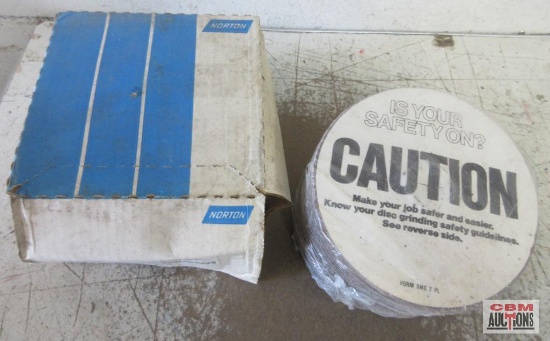 NORTON
NORTON
IS YOUR
SAFETY ON?
CAUTION
Make your job safer and easier.
Know your disc grinding safety guidelines.
See reverse side.
CBM
AUCTIONS